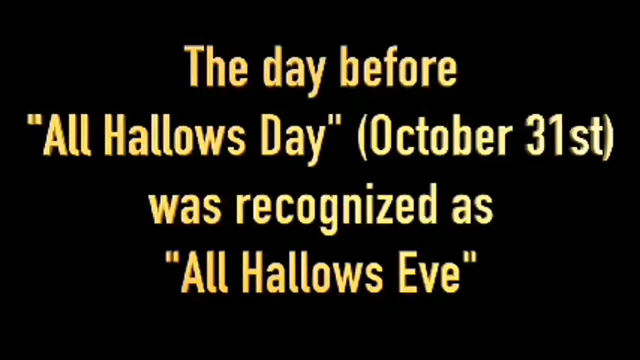 The day before
"All Hallows Day" (October 31st)
was recognized as
"All Hallows Eve"